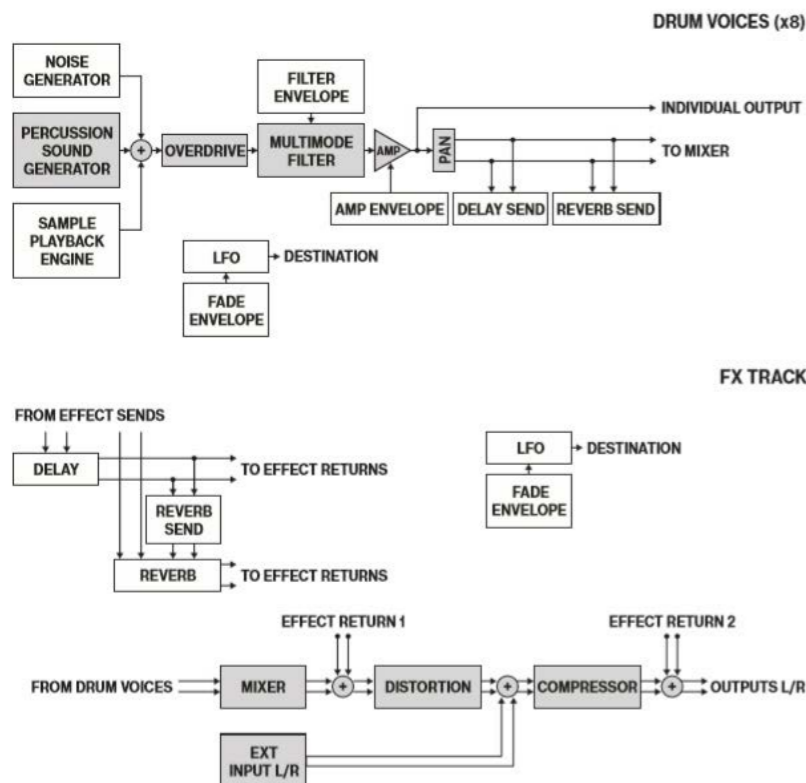 DRUM VOICES (x8)
NOISE
GENERATOR
FILTER
ENVELOPE
INDIVIDUAL OUTPUT
PERCUSSION
SOUND
GENERATOR
+
OVERDRIVE
MULTIMODE
FILTER
AMP
PAN
TO MIXER
AMP ENVELOPE
DELAY SEND
REVERB SEND
SAMPLE
PLAYBACK
ENGINE
LFO
DESTINATION
FADE
ENVELOPE
FX TRACK
FROM EFFECT SENDS
DELAY
TO EFFECT RETURNS
LFO
DESTINATION
FADE
ENVELOPE
REVERB
SEND
REVERB
TO EFFECT RETURNS
EFFECT RETURN 1
EFFECT RETURN 2
FROM DRUM VOICES
MIXER
+
DISTORTION
+
COMPRESSOR
+
OUTPUTS L/R
EXT
INPUT L/R